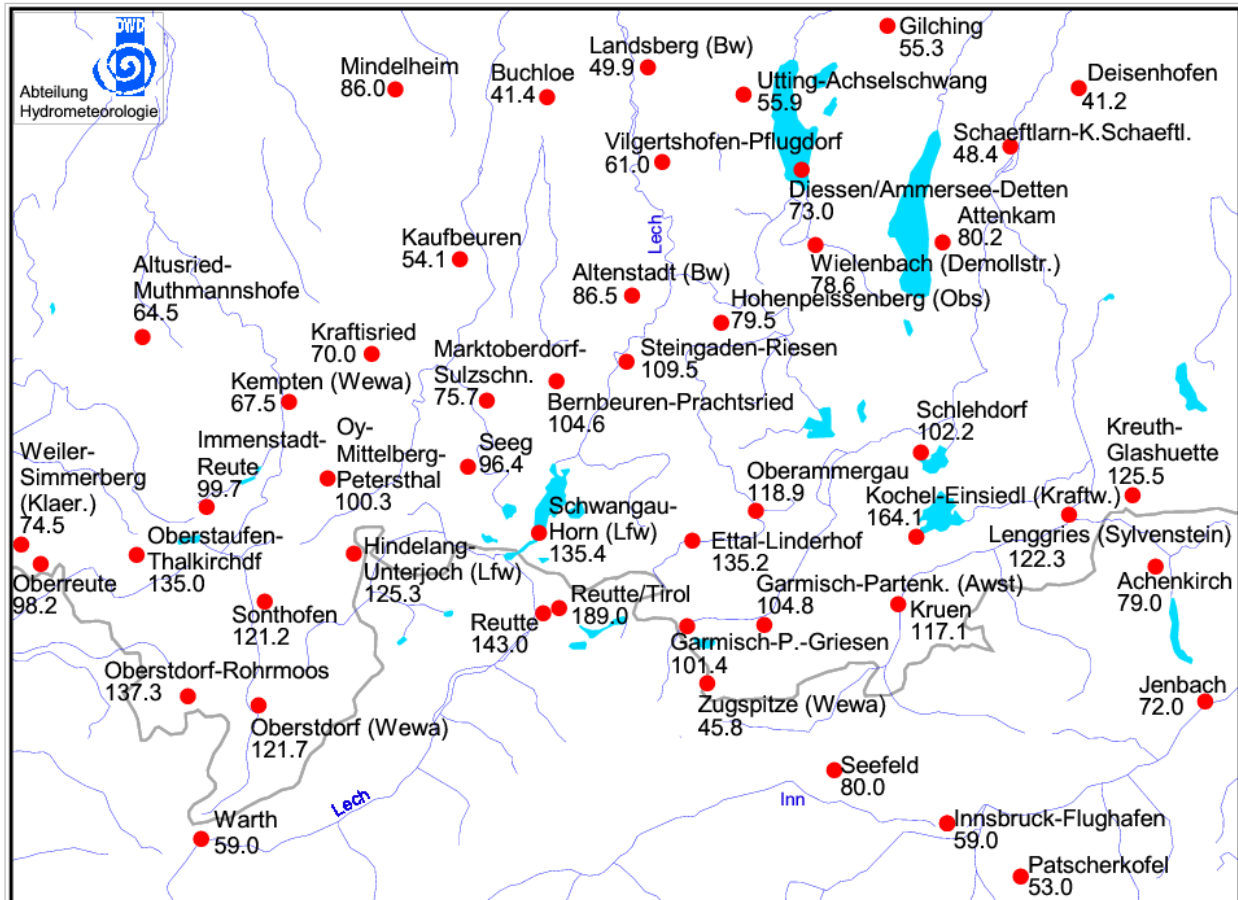 DWD
Abteilung
Hydrometeorologie
Gilching
55.3
Landsberg (Bw)
49.9
Mindelheim
86.0
Buchloe
41.4
Utting-Achselschwang
55.9
Deisenhofen
41.2
Schaeftlarn-K.Schaeftl.
48.4
Vilgertshofen-Pflugdorf
61.0
Diessen/Ammersee-Detten
73.0
Attenkam
80.2
Lech
Kaufbeuren
54.1
Wielenbach (Demollstr.)
78.6
Altusried-
Muthmannshofe
64.5
Altenstadt (Bw)
86.5
Hohenpeissenberg (Obs)
79.5
Kraftisried
70.0
Marktoberdorf-
Sulzschn.
75.7
Steingaden-Riesen
109.5
Kempten (Wewa)
67.5
Bernbeuren-Prachtsried
104.6
Schlehdorf
102.2
Kreuth-
Glashuette
125.5
Weiler-
Simmerberg
(Klaer.)
74.5
Immenstadt-
Reute
99.7
Oy-
Mittelberg-
Petersthal
100.3
Seeg
96.4
Oberammergau
118.9
Kochel-Einsiedl (Kraftw.)
164.1
Schwangau-
Horn (Lfw)
135.4
Lenggries (Sylvenstein)
122.3
Oberstaufen-
Thalkirchdf
135.0
Hindelang-
Unterjoch (Lfw)
125.3
Ettal-Linderhof
135.2
Oberreute
98.2
Achenkirch
79.0
Garmisch-Partenk. (Awst)
104.8
Sonthofen
121.2
Reutte
143.0
Reutte/Tirol
189.0
Kruen
117.1
Garmisch-P.-Griesen
101.4
Oberstdorf-Rohrmoos
137.3
Zugspitze (Wewa)
45.8
Jenbach
72.0
Oberstdorf (Wewa)
121.7
Seefeld
80.0
Lech
Inn
Warth
59.0
Innsbruck-Flughafen
59.0
Patscherkofel
53.0